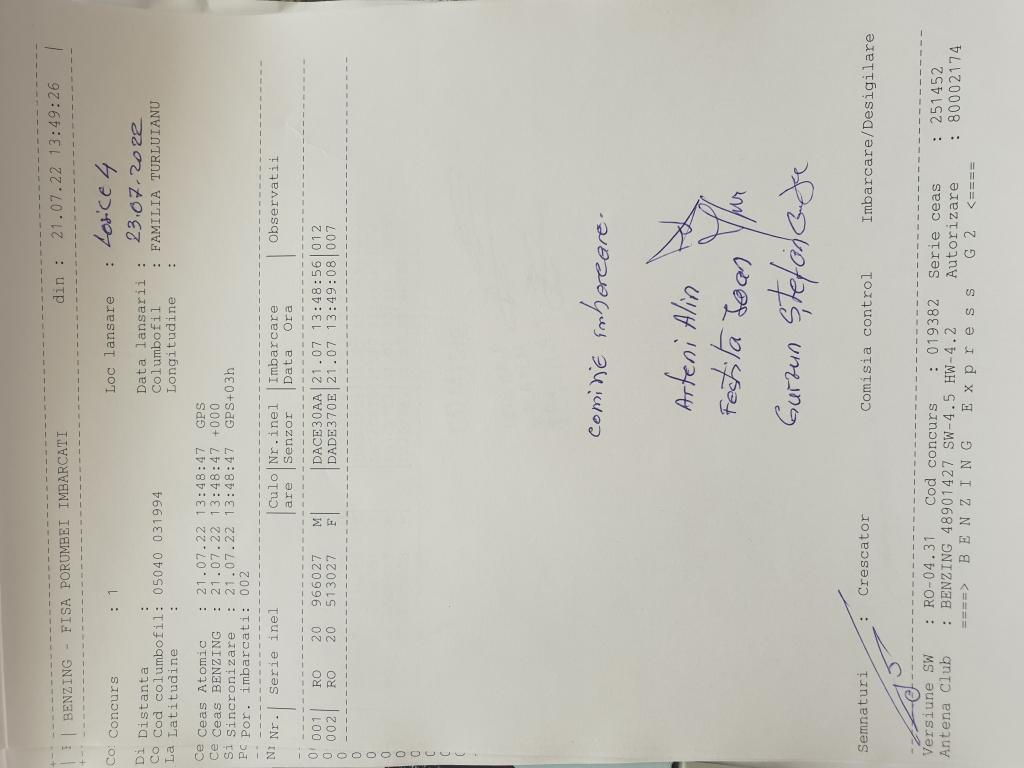 | BENZING - FISA PORUMBEI IMBARCATI din : 21.07.22 13:49:26 |
Concurs : 1 Loc lansare : Lorice 4
Distanta : Data lansarii : 23.07.2022
Cod columbofil: 05040 031994 Columbofil : FAMILIA TURLUIANU
Latitudine : Longitudine :
Ceas Atomic : 21.07.22 13:48:47 GPS
Ceas BENZING : 21.07.22 13:48:47 +000
Sincronizare : 21.07.22 13:48:47 GPS+03h
Por. imbarcati: 002
Nr.| Serie inel |Culo|Nr.inel |Imbarcare | Observatii
|are |Senzor |Data Ora |
001| RO 20 966027 M |DACE30AA|21.07 13:48:56|012
002| RO 20 513027 F |DADE370E|21.07 13:49:08|007
comisie imbarcare.
Arteni Alin
Festila Ioan
Gurzun Stefan
Semnaturi : Crescator Comisia control Imbarcare/Desigilare
Versiune SW : RO-04.31 Cod concurs : 019382 Serie ceas : 251452
Antena Club : BENZING 48901427 SW-4.5 HW-4.2 Autorizare : 80002174
====> B E N Z I N G E x p r e s s G 2 <====